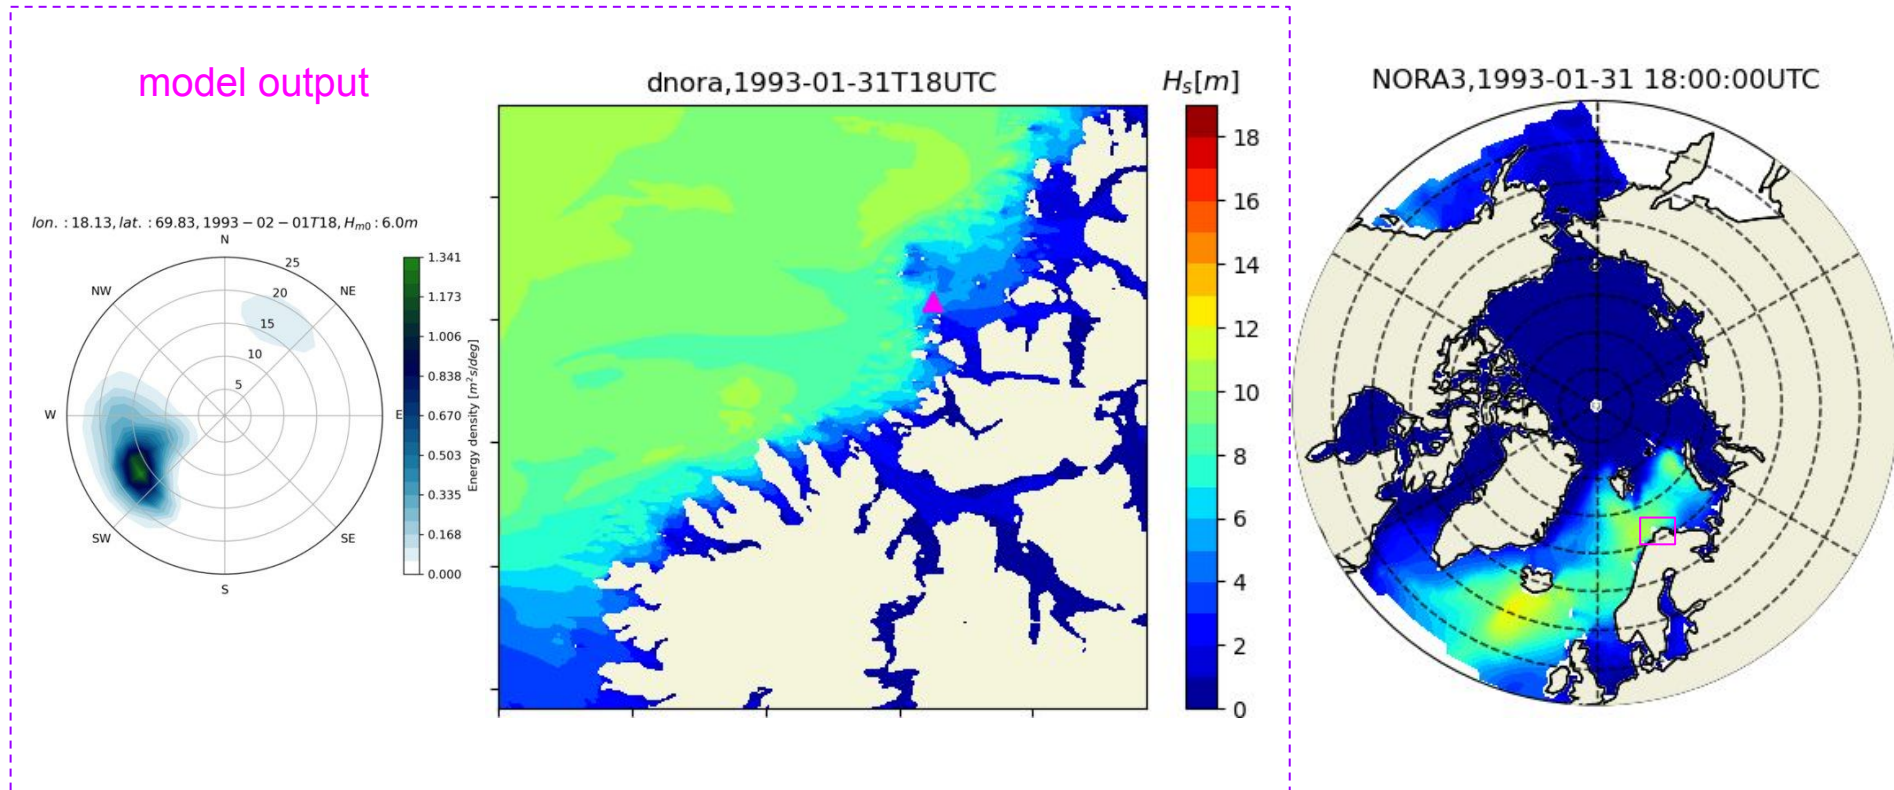 model output
lon. : 18.13, lat. : 69.83, 1993 − 02 − 01T18, Hm0 : 6.0m
N
NW
NE
W
E
SW
SE
S
25
20
15
10
5
1.341
1.173
1.006
0.838
0.670
0.503
0.335
0.168
0.000
Energy density [m²s/deg]
dnora,1993-01-31T18UTC
Hs[m]
18
16
14
12
10
8
6
4
2
0
NORA3,1993-01-31 18:00:00UTC